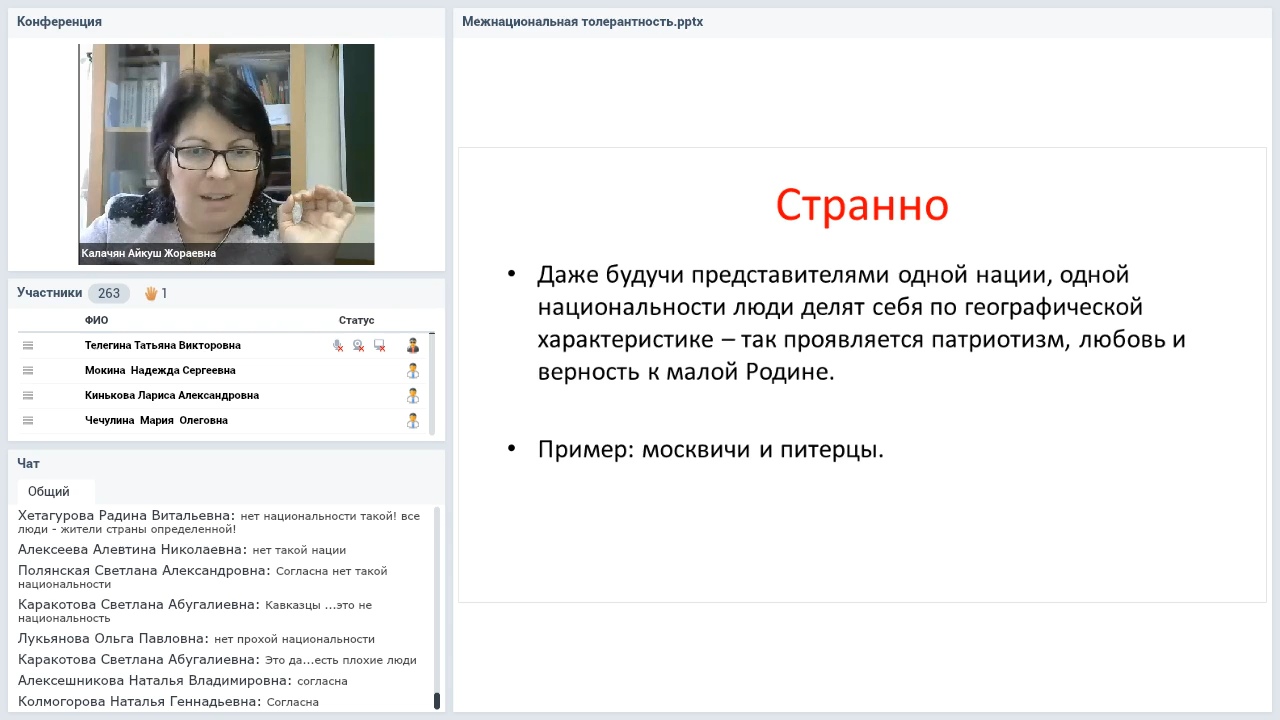 Конференция
Калачян Айкуш Жораевна
Участники 263 1
ФИО Статус
Телегина Татьяна Викторовна
Мокина Надежда Сергеевна
Кинькова Лариса Александровна
Чечулина Мария Олеговна
Чат
Общий
Хетагурова Радина Витальевна: нет национальности такой! все
люди - жители страны определенной!
Алексеева Алевтина Николаевна: нет такой нации
Полянская Светлана Александровна: Согласна нет такой
национальности
Каракотова Светлана Абугалиевна: Кавказцы ...это не
национальность
Лукьянова Ольга Павловна: нет прохой национальности
Каракотова Светлана Абугалиевна: Это да...есть плохие люди
Алексешникова Наталья Владимировна: согласна
Колмогорова Наталья Геннадьевна: Согласна
Межнациональная толерантность.pptx
Странно
• Даже будучи представителями одной нации, одной
национальности люди делят себя по географической
характеристике – так проявляется патриотизм, любовь и
верность к малой Родине.
• Пример: москвичи и питерцы.